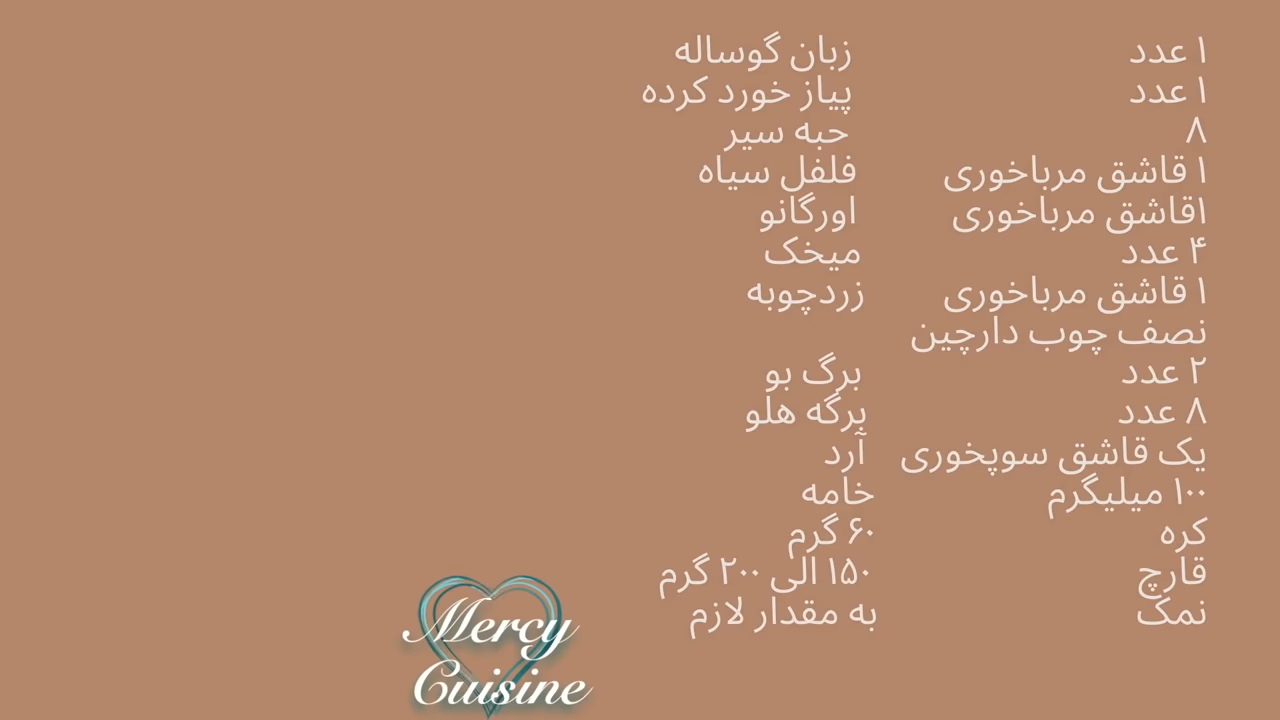 ۱ عدد زبان گوساله
۱ عدد پیاز خورد کرده
۸ حبه سیر
۱ قاشق مرباخوری فلفل سیاه
۱قاشق مرباخوری اورگانو
۴ عدد میخک
۱ قاشق مرباخوری زردچوبه
نصف چوب دارچین
۲ عدد برگ بو
۸ عدد برگه هلو
یک قاشق سوپخوری آرد
۱۰۰ میلیگرم خامه
کره ۶۰ گرم
قارچ ۱۵۰ الی ۲۰۰ گرم
نمک به مقدار لازم
Mercy
Cuisine